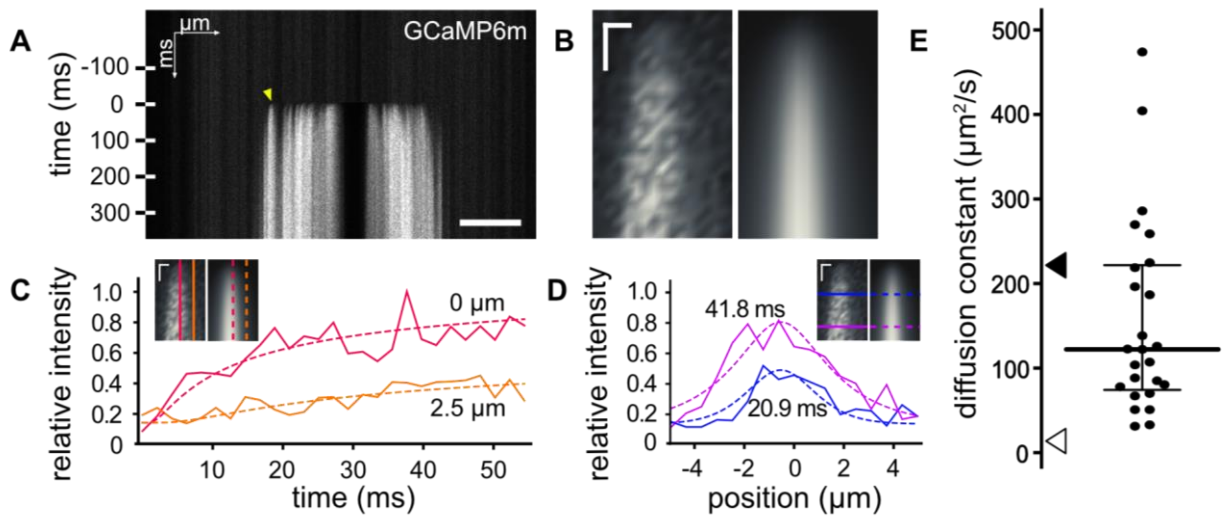 A
µm
ms
GCaMP6m
time (ms)
-100
0
100
200
300
B
C
relative intensity
1.0
0.8
0.6
0.4
0.2
0
0 µm
2.5 µm
10
20
30
40
50
time (ms)
D
relative intensity
1.0
0.8
0.6
0.4
0.2
0
41.8 ms
20.9 ms
-4
-2
0
2
4
position (µm)
E
diffusion constant (µm²/s)
500
400
300
200
100
0